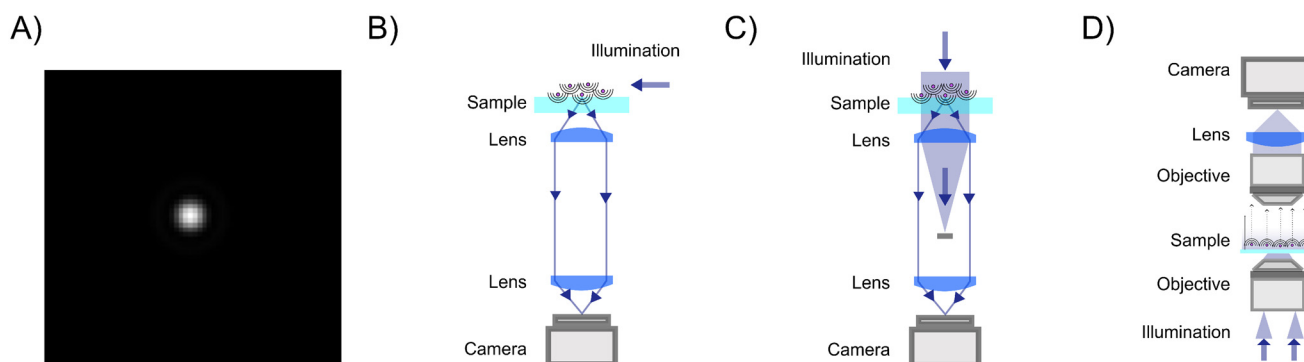 A)
B)
Illumination
Sample
Lens
Lens
Camera
C)
Illumination
Sample
Lens
Lens
Camera
D)
Camera
Lens
Objective
Sample
Objective
Illumination